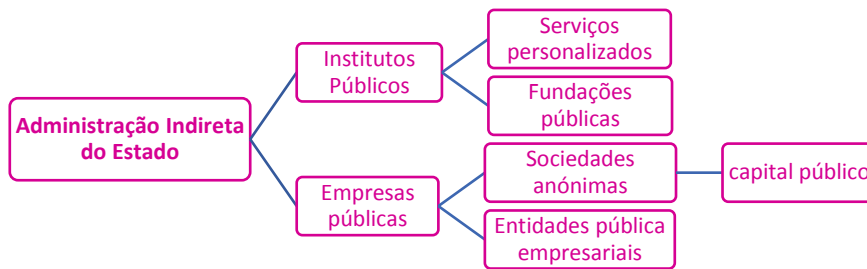 Administração Indireta
do Estado
Institutos
Públicos
Serviços
personalizados
Fundações
públicas
Empresas
públicas
Sociedades
anónimas
capital público
Entidades pública
empresariais